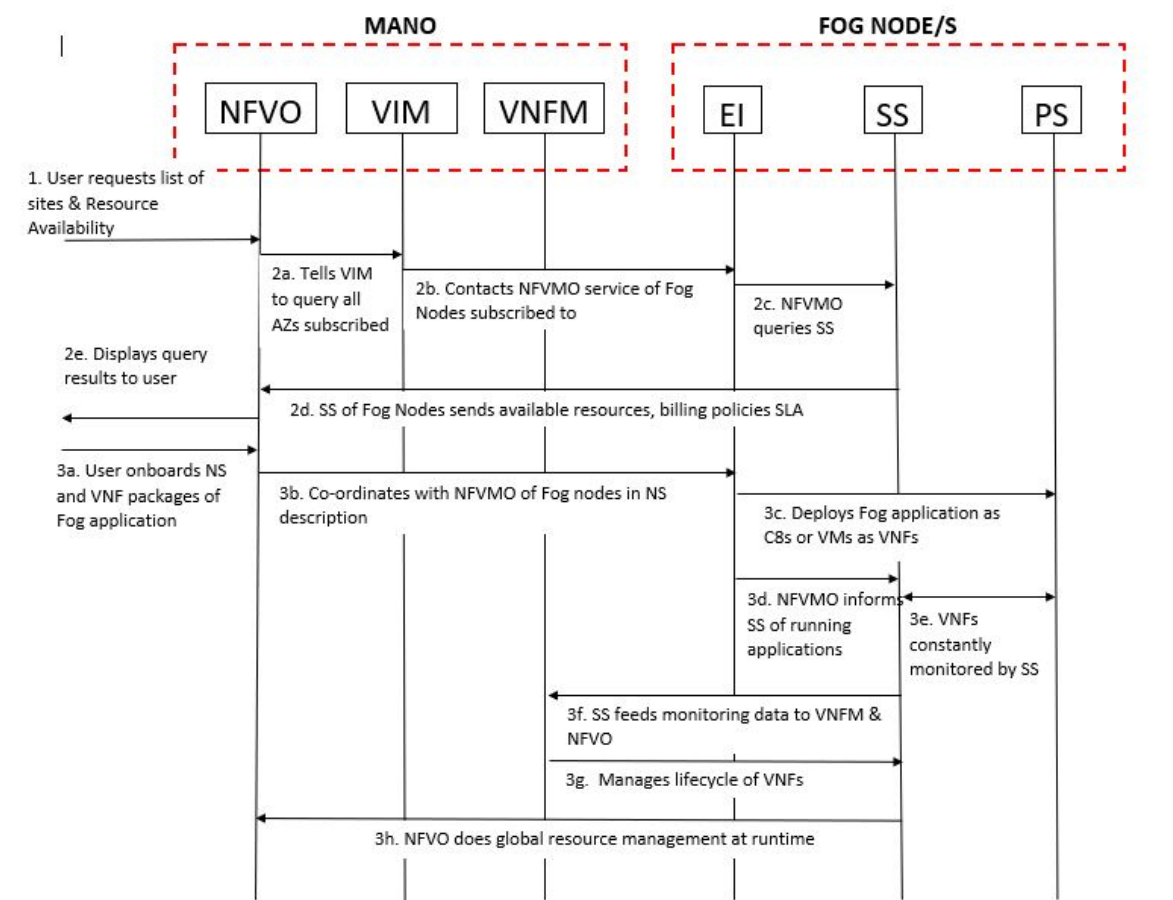 MANO
FOG NODE/S
NFVO
VIM
VNFM
EI
SS
PS
1. User requests list of
sites & Resource
Availability
2a. Tells VIM
to query all
AZs subscribed
2b. Contacts NFVMO service of Fog
Nodes subscribed to
2c. NFVMO
queries SS
2e. Displays query
results to user
2d. SS of Fog Nodes sends available resources, billing policies SLA
3a. User onboards NS
and VNF packages of
Fog application
3b. Co-ordinates with NFVMO of Fog nodes in NS
description
3c. Deploys Fog application as
C8s or VMs as VNFs
3d. NFVMO informs
SS of running
applications
3e. VNFs
constantly
monitored by SS
3f. SS feeds monitoring data to VNFM &
NFVO
3g. Manages lifecycle of VNFs
3h. NFVO does global resource management at runtime